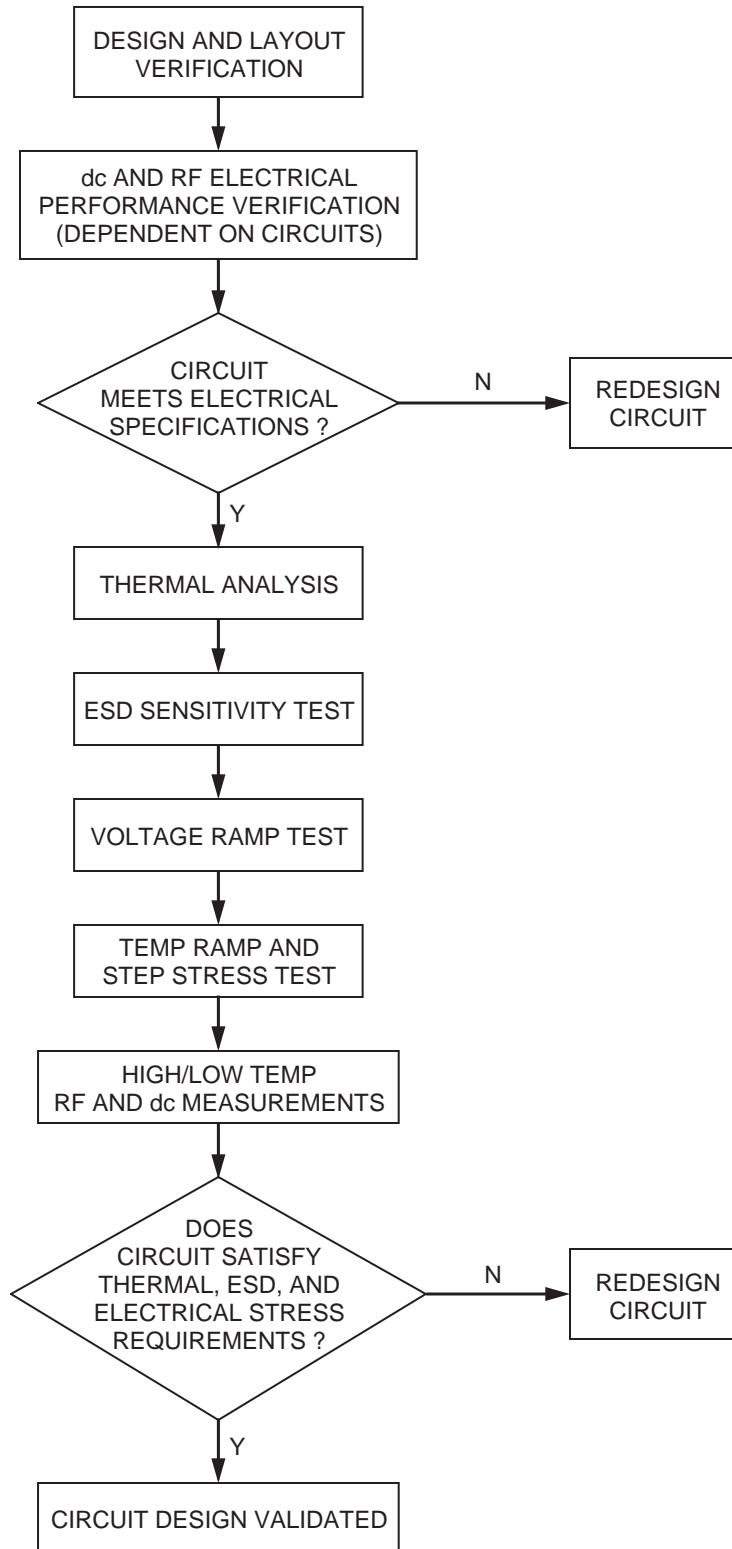 DESIGN AND LAYOUT
VERIFICATION
dc AND RF ELECTRICAL
PERFORMANCE VERIFICATION
(DEPENDENT ON CIRCUITS)
CIRCUIT
MEETS ELECTRICAL
SPECIFICATIONS ?
N
REDESIGN
CIRCUIT
Y
THERMAL ANALYSIS
ESD SENSITIVITY TEST
VOLTAGE RAMP TEST
TEMP RAMP AND
STEP STRESS TEST
HIGH/LOW TEMP
RF AND dc MEASUREMENTS
DOES
CIRCUIT SATISFY
THERMAL, ESD, AND
ELECTRICAL STRESS
REQUIREMENTS ?
N
REDESIGN
CIRCUIT
Y
CIRCUIT DESIGN VALIDATED